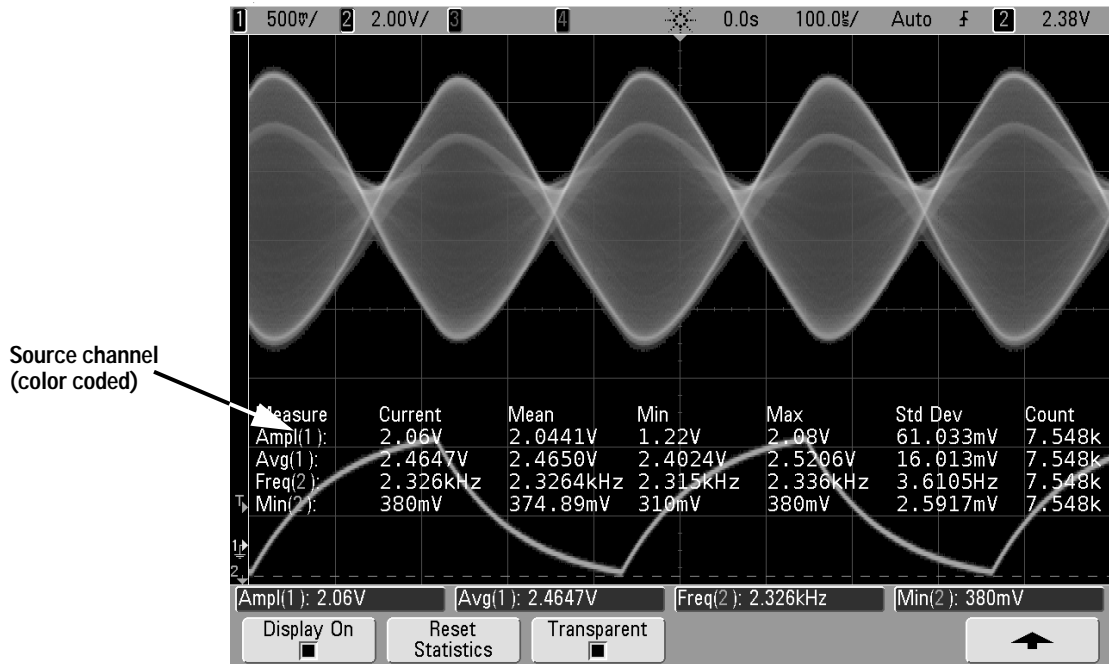 1 500mV/ 2 2.00V/ 3 4 0.0s 100.0µs/ Auto 2 2.38V
Source channel
(color coded)
Measure Current Mean Min Max Std Dev Count
Ampl(1): 2.06V 2.0441V 1.22V 2.08V 61.033mV 7.548k
Avg(1): 2.4647V 2.4650V 2.4024V 2.5206V 16.013mV 7.548k
Freq(2): 2.326kHz 2.3264kHz 2.315kHz 2.336kHz 3.6105Hz 7.548k
Min(2): 380mV 374.89mV 310mV 380mV 2.5917mV 7.548k
T
1
2
Ampl(1): 2.06V Avg(1): 2.4647V Freq(2): 2.326kHz Min(2): 380mV
Display On Reset Statistics Transparent